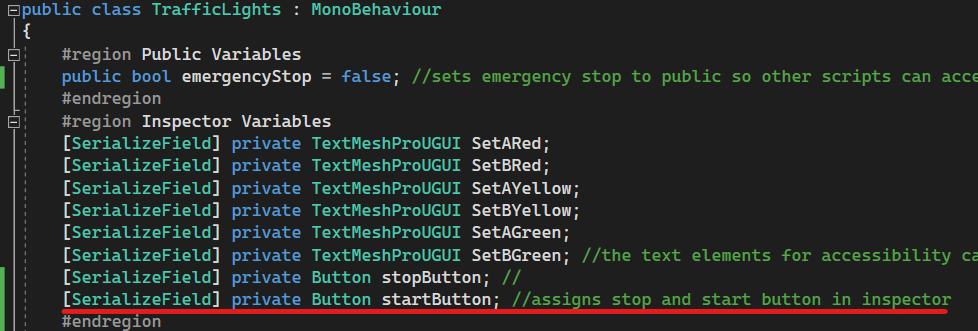 public class TrafficLights : MonoBehaviour
{
#region Public Variables
public bool emergencyStop = false; //sets emergency stop to public so other scripts can acce
#endregion
#region Inspector Variables
[SerializeField] private TextMeshProUGUI SetARed;
[SerializeField] private TextMeshProUGUI SetBRed;
[SerializeField] private TextMeshProUGUI SetAYellow;
[SerializeField] private TextMeshProUGUI SetBYellow;
[SerializeField] private TextMeshProUGUI SetAGreen;
[SerializeField] private TextMeshProUGUI SetBGreen; //the text elements for accessibility ca
[SerializeField] private Button stopButton; //
[SerializeField] private Button startButton; //assigns stop and start button in inspector
#endregion